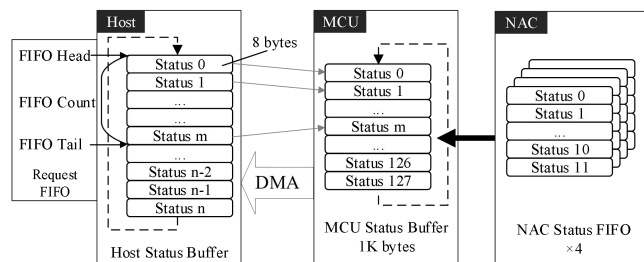 Host
MCU
NAC
8 bytes
FIFO Head
FIFO Count
FIFO Tail
Request
FIFO
Status 0
Status 1
...
...
Status m
...
Status n-2
Status n-1
Status n
Host Status Buffer
DMA
Status 0
Status 1
...
Status m
...
Status 126
Status 127
MCU Status Buffer
1K bytes
Status 0
Status 1
...
Status 10
Status 11
NAC Status FIFO
×4